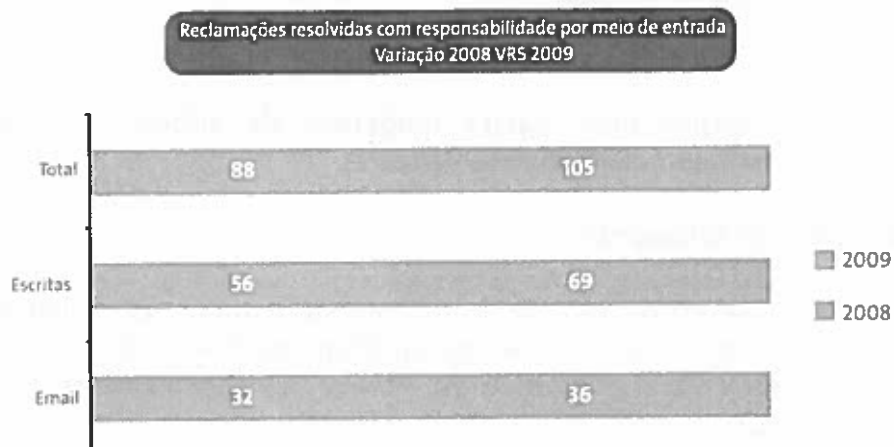 Reclamações resolvidas com responsabilidade por meio de entrada
Variação 2008 VRS 2009
Total 88 105
Escritas 56 69
Email 32 36
2009
2008